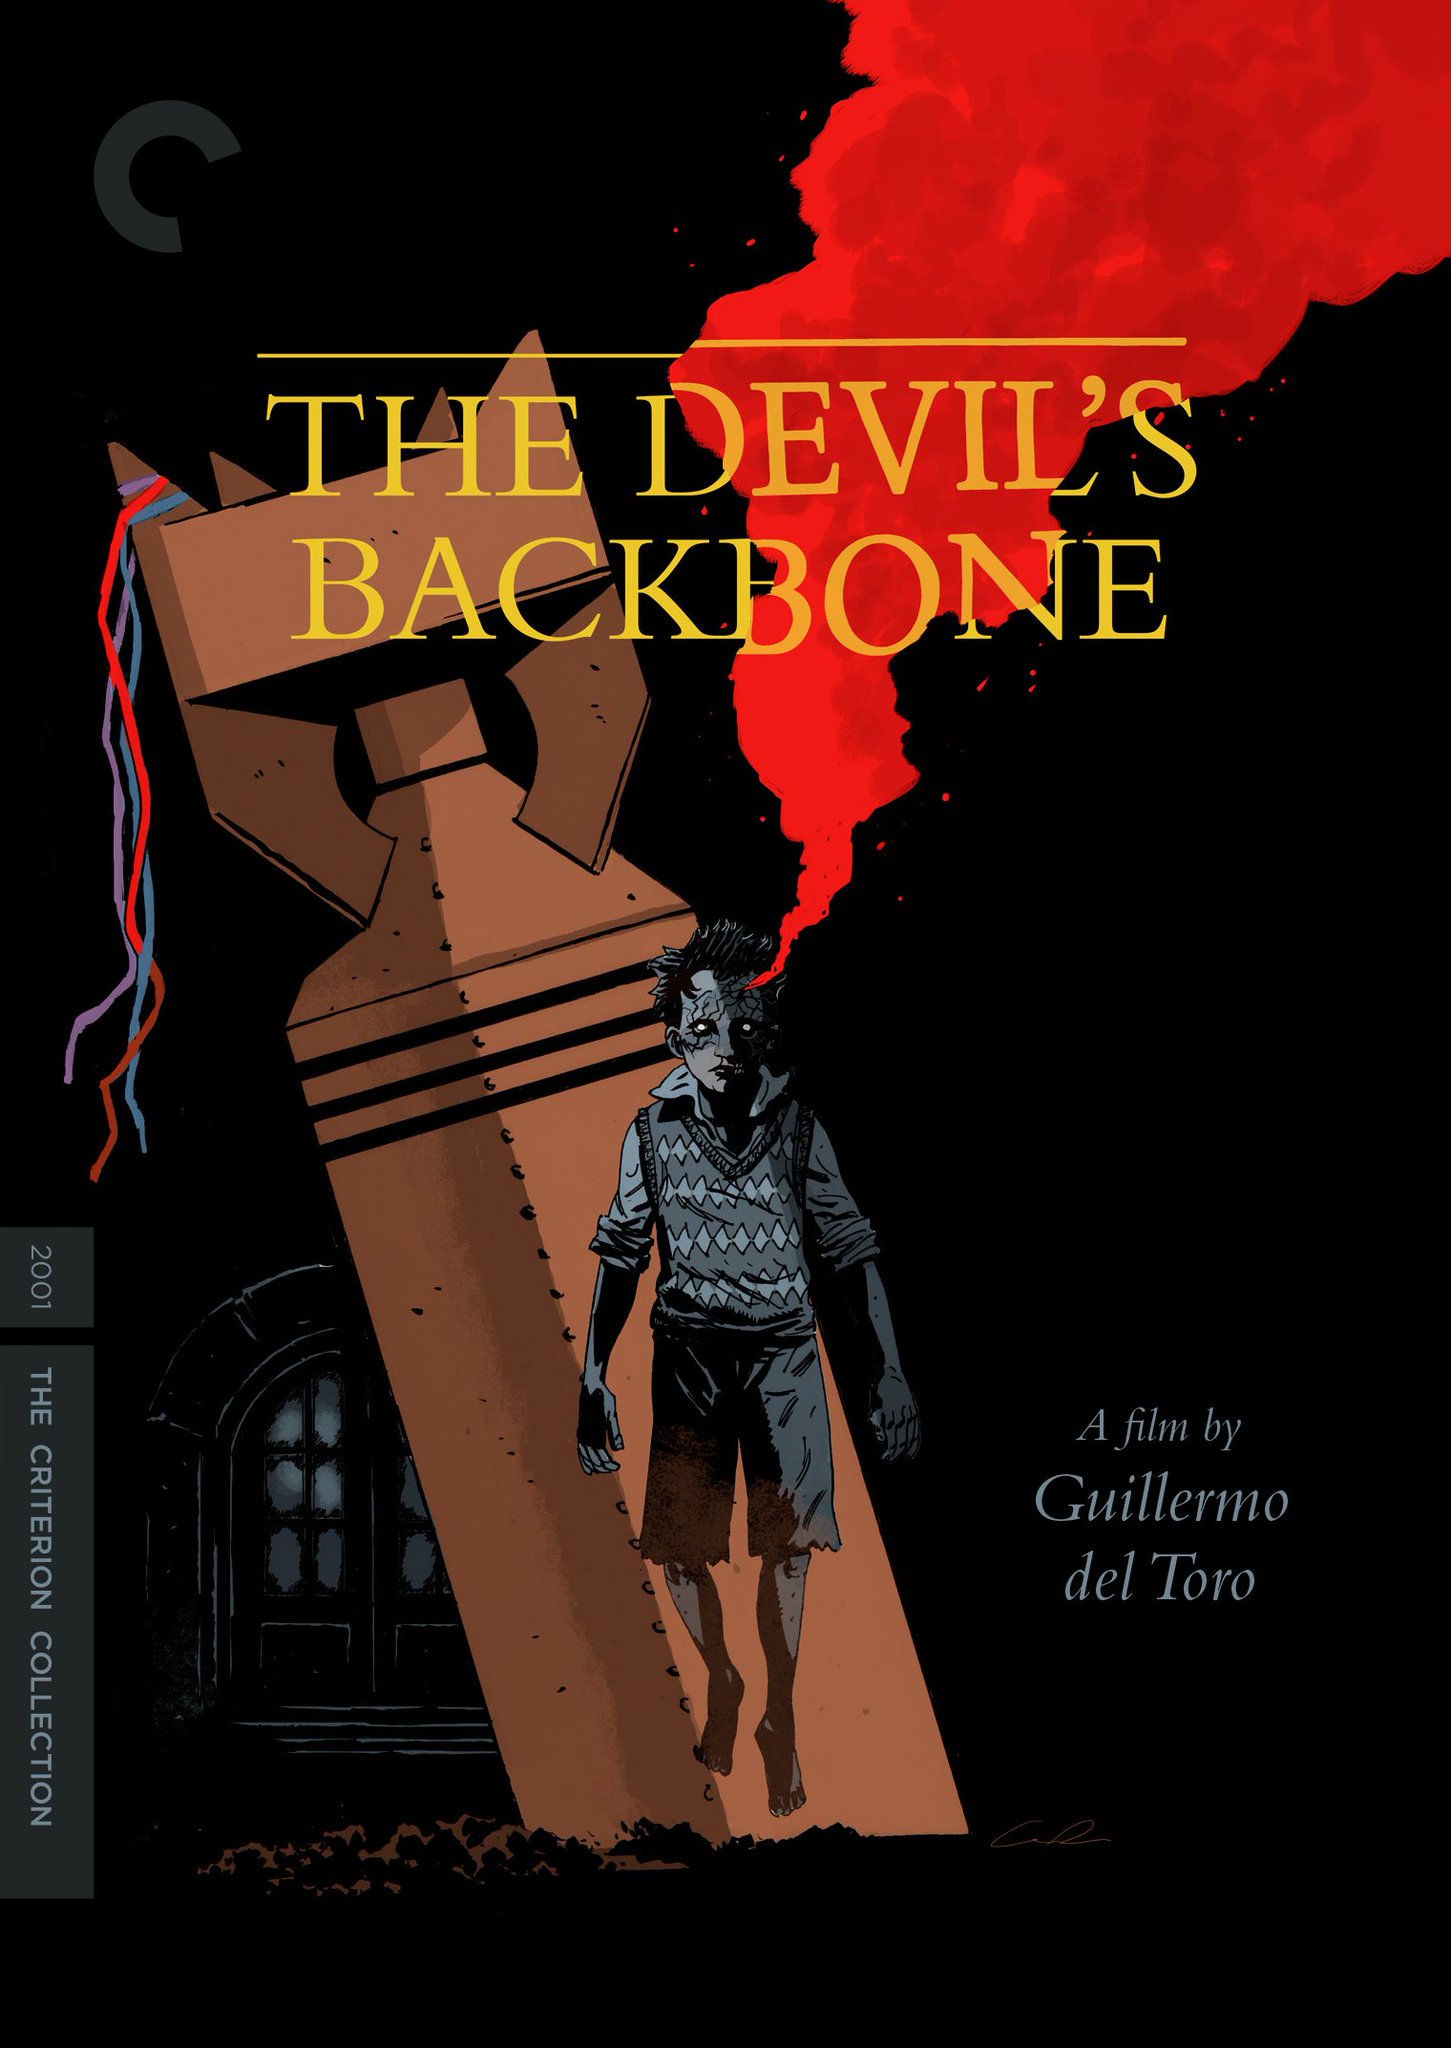 THE DEVIL'S
BACKBONE
2001
THE CRITERION COLLECTION
A film by
Guillermo
del Toro